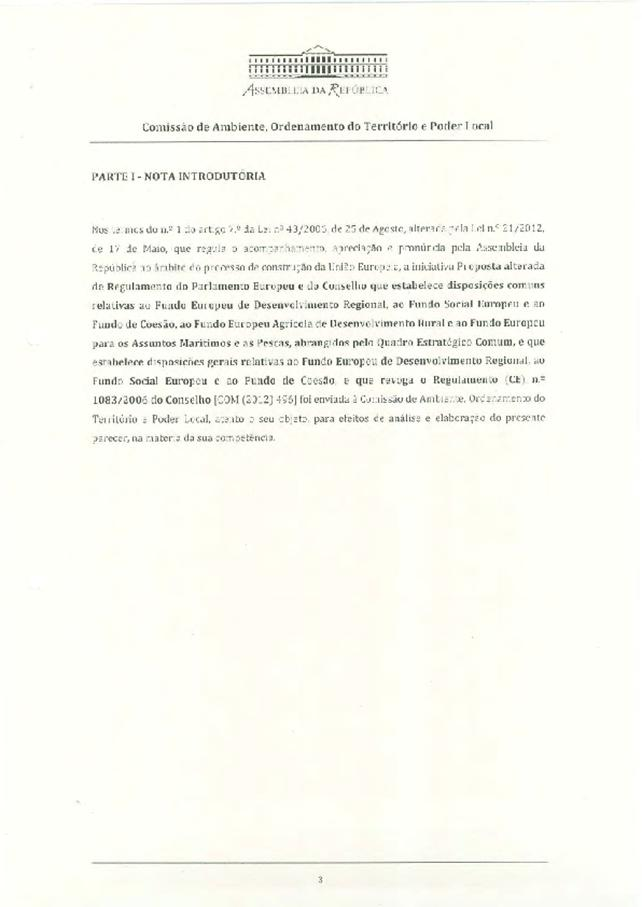 ASSEMBLEIA DA REPÚBLICA
Comissão de Ambiente, Ordenamento do Território e Poder Local
PARTE I - NOTA INTRODUTÓRIA
Nos termos do n.º 1 do artigo 7.º da Lei nº 43/2006, de 25 de Agosto, alterada pela Lei n.º 21/2012,
de 17 de Maio, que regula o acompanhamento, apreciação e pronúncia pela Assembleia da
República no âmbito do processo de construção da União Europeia, a iniciativa Proposta alterada
de Regulamento do Parlamento Europeu e do Conselho que estabelece disposições comuns
relativas ao Fundo Europeu de Desenvolvimento Regional, ao Fundo Social Europeu e ao
Fundo de Coesão, ao Fundo Europeu Agrícola de Desenvolvimento Rural e ao Fundo Europeu
para os Assuntos Marítimos e as Pescas, abrangidos pelo Quadro Estratégico Comum, e que
estabelece disposições gerais relativas ao Fundo Europeu de Desenvolvimento Regional, ao
Fundo Social Europeu e ao Fundo de Coesão, e que revoga o Regulamento (CE) n.º
1083/2006 do Conselho [COM (2012) 496] foi enviada à Comissão de Ambiente, Ordenamento do
Território e Poder Local, atento o seu objeto, para efeitos de análise e elaboração do presente
parecer, na matéria da sua competência.
3